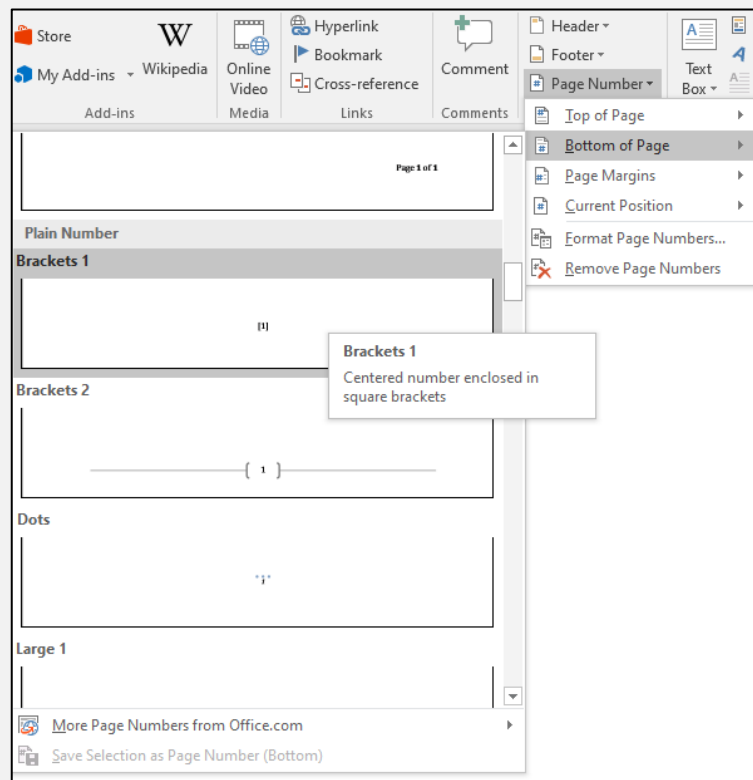 Store
My Add-ins
W
Wikipedia
Add-ins
Online
Video
Media
Hyperlink
Bookmark
Cross-reference
Links
Comment
Comments
Header
Footer
Page Number
A
Text
Box
A
A
Top of Page
Bottom of Page
Page Margins
Current Position
Format Page Numbers...
Remove Page Numbers
Page 1 of 1
Plain Number
Brackets 1
[1]
Brackets 1
Centered number enclosed in
square brackets
Brackets 2
{ 1 }
Dots
Large 1
More Page Numbers from Office.com
Save Selection as Page Number (Bottom)